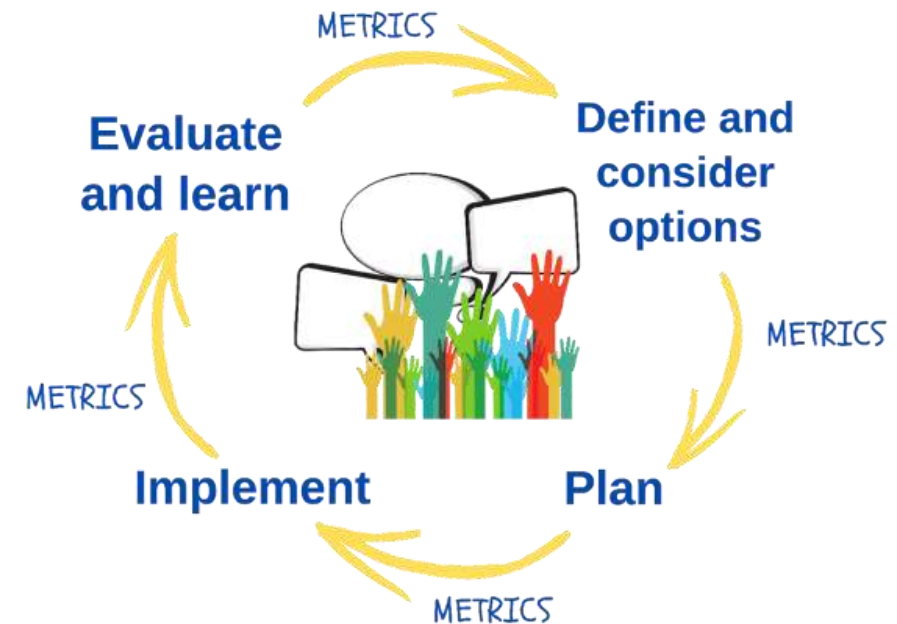 METRICS
Evaluate
and learn
Define and
consider
options
METRICS
METRICS
Implement
Plan
METRICS